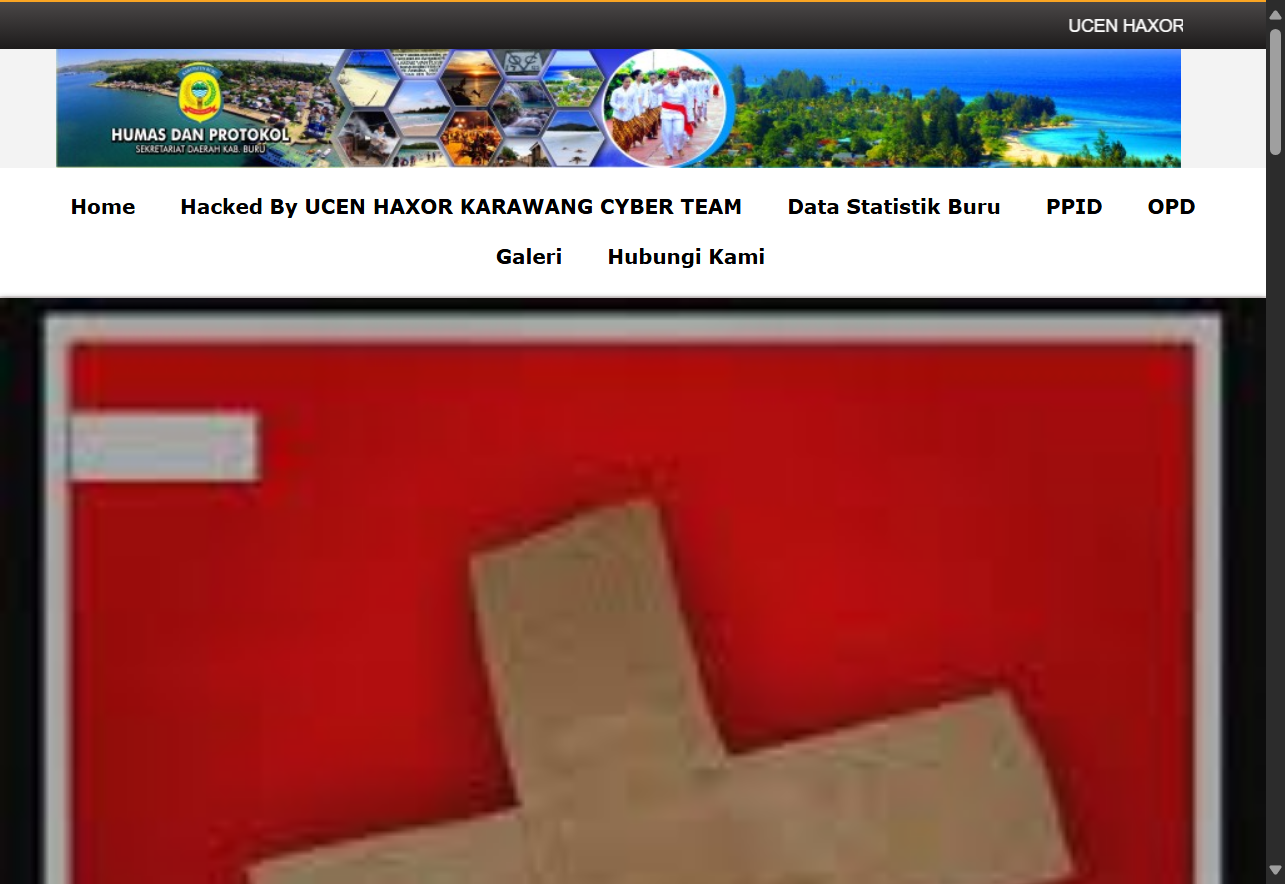 UCEN HAXOR
HUMAS DAN PROTOKOL
SEKRETARIAT DAERAH KAB. BURU
Home Hacked By UCEN HAXOR KARAWANG CYBER TEAM Data Statistik Buru PPID OPD
Galeri Hubungi Kami